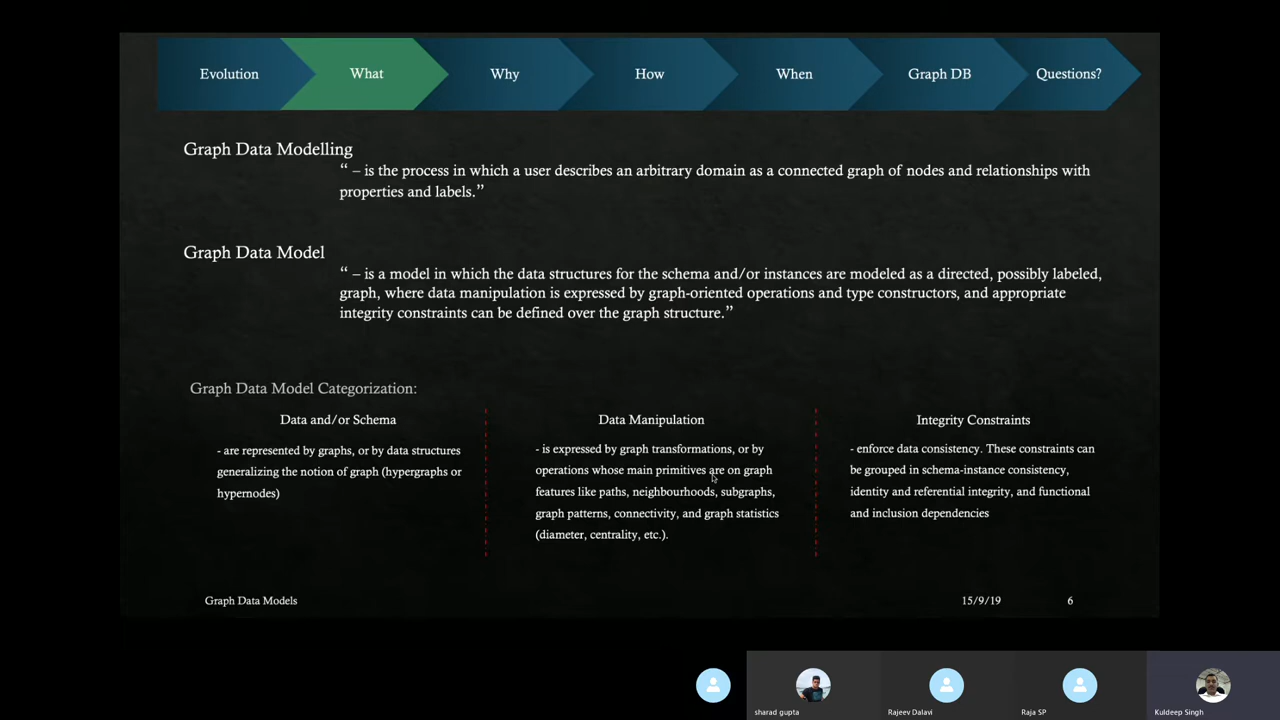 Evolution
What
Why
How
When
Graph DB
Questions?
Graph Data Modelling
“ – is the process in which a user describes an arbitrary domain as a connected graph of nodes and relationships with
properties and labels.”
Graph Data Model
“ – is a model in which the data structures for the schema and/or instances are modeled as a directed, possibly labeled,
graph, where data manipulation is expressed by graph-oriented operations and type constructors, and appropriate
integrity constraints can be defined over the graph structure.”
Graph Data Model Categorization:
Data and/or Schema
- are represented by graphs, or by data structures
generalizing the notion of graph (hypergraphs or
hypernodes)
Data Manipulation
- is expressed by graph transformations, or by
operations whose main primitives are on graph
features like paths, neighbourhoods, subgraphs,
graph patterns, connectivity, and graph statistics
(diameter, centrality, etc.).
Integrity Constraints
- enforce data consistency. These constraints can
be grouped in schema-instance consistency,
identity and referential integrity, and functional
and inclusion dependencies
Graph Data Models
15/9/19
6
sharad gupta
Rajeev Dalavi
Raja SP
Kuldeep Singh